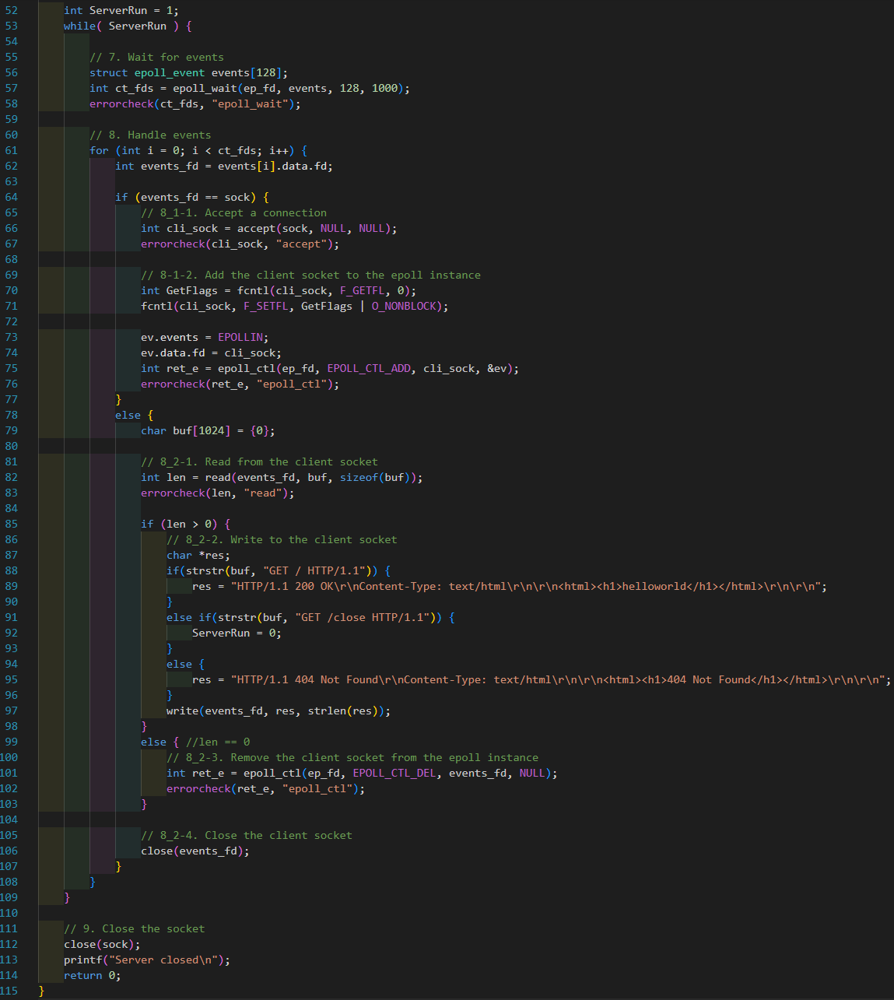 52 int ServerRun = 1;
53 while( ServerRun ) {
54
55 // 7. Wait for events
56 struct epoll_event events[128];
57 int ct_fds = epoll_wait(ep_fd, events, 128, 1000);
58 errorcheck(ct_fds, "epoll_wait");
59
60 // 8. Handle events
61 for (int i = 0; i < ct_fds; i++) {
62 int events_fd = events[i].data.fd;
63
64 if (events_fd == sock) {
65 // 8_1-1. Accept a connection
66 int cli_sock = accept(sock, NULL, NULL);
67 errorcheck(cli_sock, "accept");
68
69 // 8-1-2. Add the client socket to the epoll instance
70 int GetFlags = fcntl(cli_sock, F_GETFL, 0);
71 fcntl(cli_sock, F_SETFL, GetFlags | O_NONBLOCK);
72
73 ev.events = EPOLLIN;
74 ev.data.fd = cli_sock;
75 int ret_e = epoll_ctl(ep_fd, EPOLL_CTL_ADD, cli_sock, &ev);
76 errorcheck(ret_e, "epoll_ctl");
77 }
78 else {
79 char buf[1024] = {0};
80
81 // 8_2-1. Read from the client socket
82 int len = read(events_fd, buf, sizeof(buf));
83 errorcheck(len, "read");
84
85 if (len > 0) {
86 // 8_2-2. Write to the client socket
87 char *res;
88 if(strstr(buf, "GET / HTTP/1.1")) {
89 res = "HTTP/1.1 200 OK\r\nContent-Type: text/html\r\n\r\n<html><h1>helloworld</h1></html>\r\n\r\n";
90 }
91 else if(strstr(buf, "GET /close HTTP/1.1")) {
92 ServerRun = 0;
93 }
94 else {
95 res = "HTTP/1.1 404 Not Found\r\nContent-Type: text/html\r\n\r\n<html><h1>404 Not Found</h1></html>\r\n\r\n";
96 }
97 write(events_fd, res, strlen(res));
98 }
99 else { //len == 0
100 // 8_2-3. Remove the client socket from the epoll instance
101 int ret_e = epoll_ctl(ep_fd, EPOLL_CTL_DEL, events_fd, NULL);
102 errorcheck(ret_e, "epoll_ctl");
103 }
104
105 // 8_2-4. Close the client socket
106 close(events_fd);
107 }
108 }
109 }
110
111 // 9. Close the socket
112 close(sock);
113 printf("Server closed\n");
114 return 0;
115 }